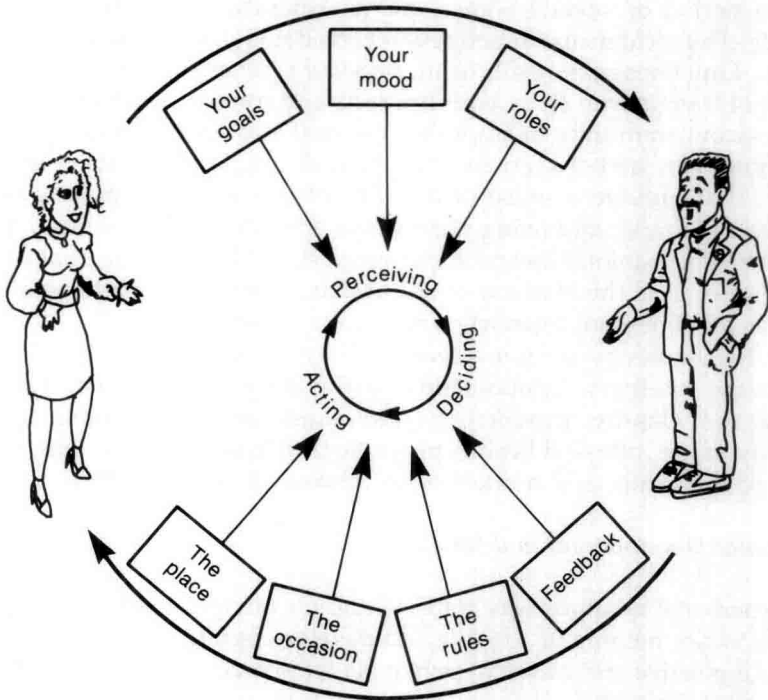 Your
goals
Your
mood
Your
roles
Perceiving
Deciding
Acting
The
place
The
occasion
The
rules
Feedback